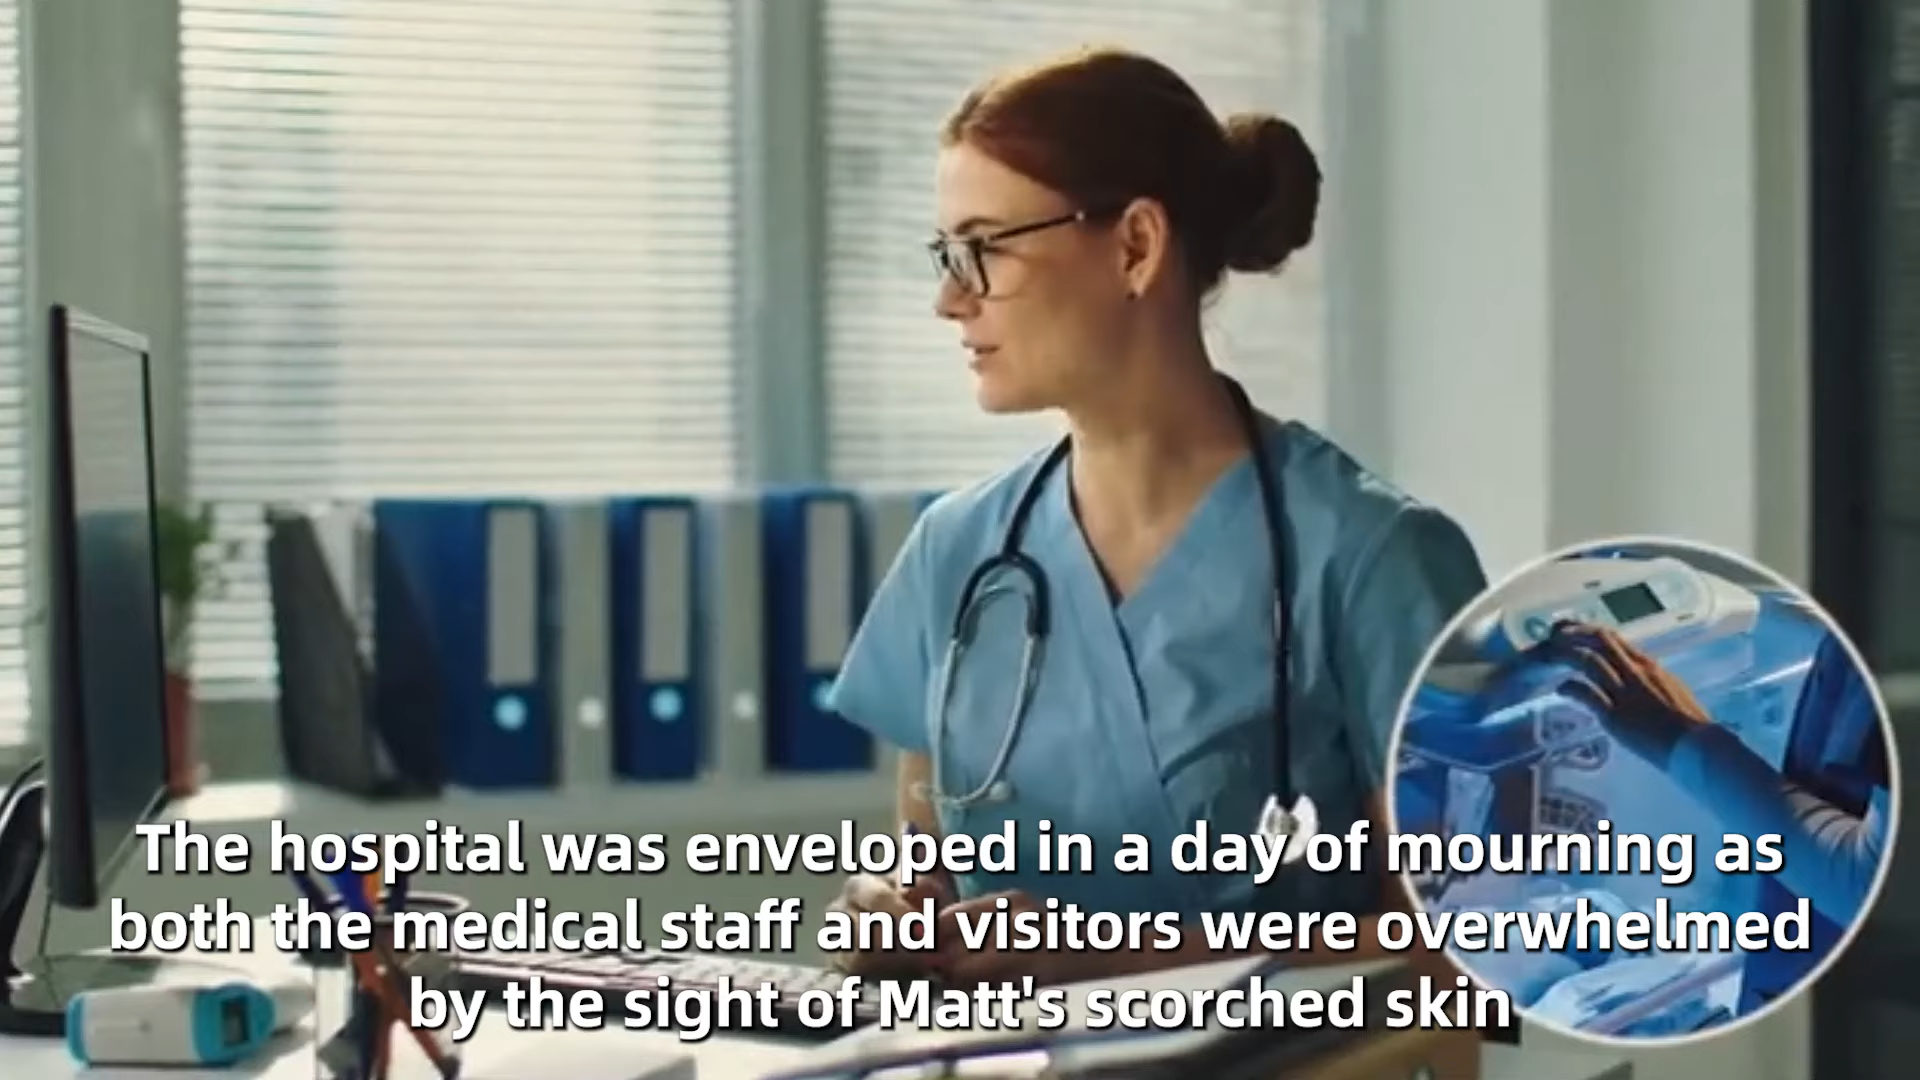 The hospital was enveloped in a day of mourning as
both the medical staff and visitors were overwhelmed
by the sight of Matt's scorched skin